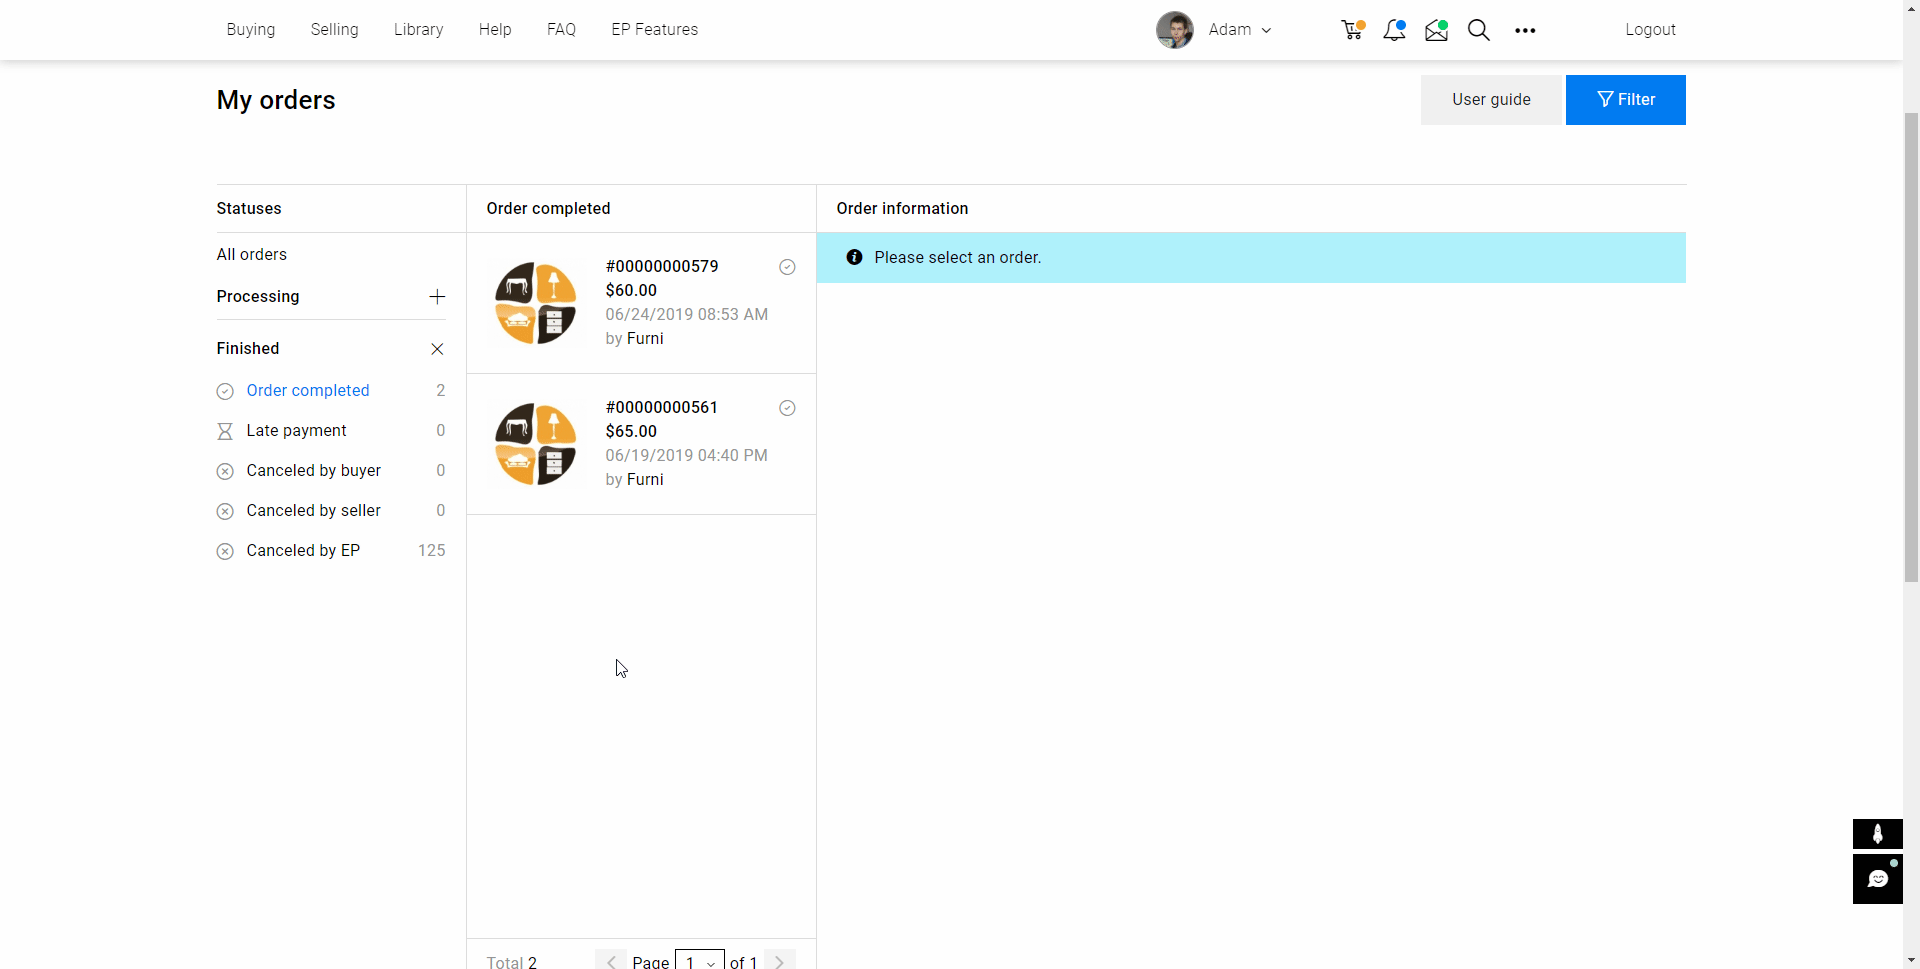 Buying Selling Library Help FAQ EP Features Adam Logout
My orders
User guide Filter
Statuses
All orders
Processing
Finished
Order completed 2
Late payment 0
Canceled by buyer 0
Canceled by seller 0
Canceled by EP 125
Order completed
#00000000579
$60.00
06/24/2019 08:53 AM
by Furni
#00000000561
$65.00
06/19/2019 04:40 PM
by Furni
Total 2 Page 1 of 1
Order information
Please select an order.